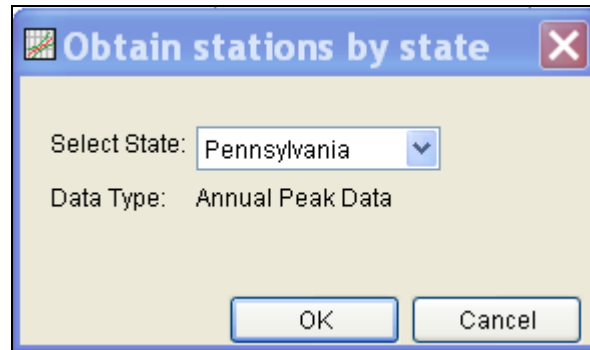 Obtain stations by state
Select State: Pennsylvania
Data Type: Annual Peak Data
OK Cancel